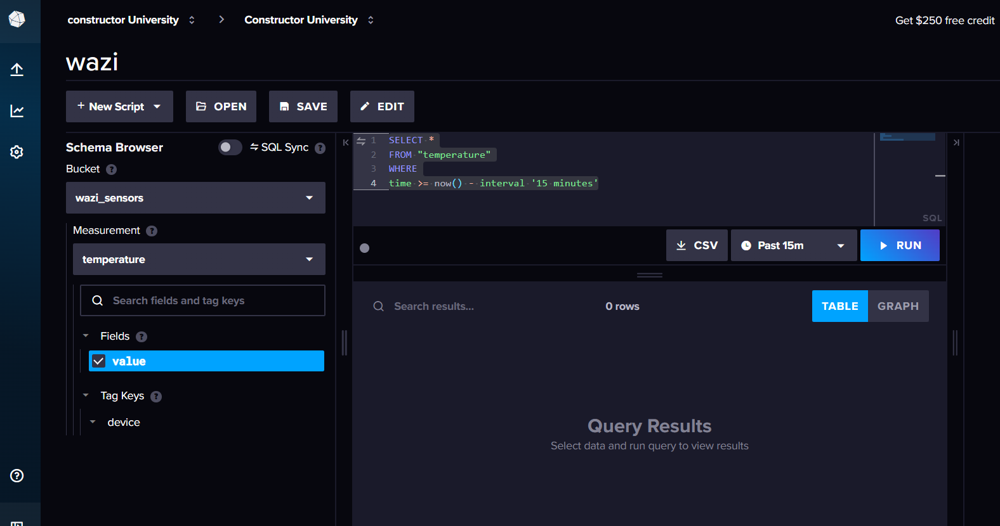 constructor University
Constructor University
Get $250 free credit
wazi
+ New Script
OPEN
SAVE
EDIT
Schema Browser
SQL Sync ?
Bucket ?
wazi_sensors
Measurement ?
temperature
Search fields and tag keys
Fields ?
value
Tag Keys ?
device
1 SELECT *
2 FROM "temperature"
3 WHERE
4 time >= now() - interval '15 minutes'
SQL
CSV
Past 15m
RUN
Search results...
0 rows
TABLE
GRAPH
Query Results
Select data and run query to view results
?